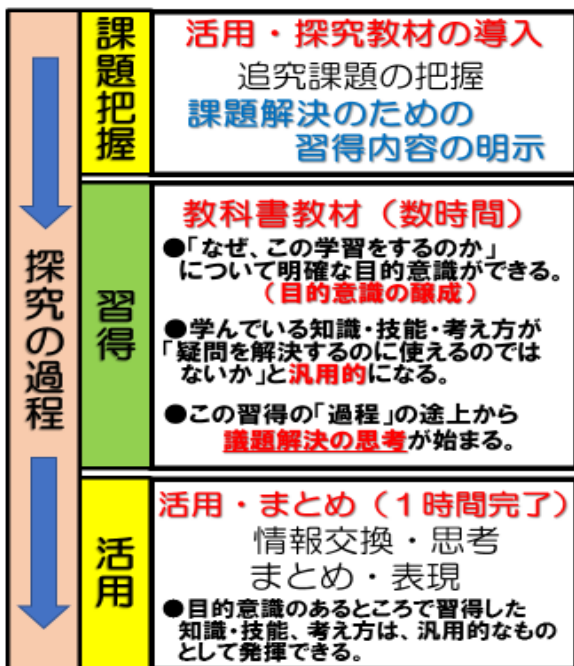 探究の過程
課題把握
活用・探究教材の導入
追究課題の把握
課題解決のための
習得内容の明示
習得
教科書教材（数時間）
●「なぜ、この学習をするのか」
について明確な目的意識ができる。
（目的意識の醸成）
●学んでいる知識・技能・考え方が
「疑問を解決するのに使えるのでは
ないか」と汎用的になる。
●この習得の「過程」の途上から
議題解決の思考が始まる。
活用
活用・まとめ（１時間完了）
情報交換・思考
まとめ・表現
●目的意識のあるところで習得した
知識・技能、考え方は、汎用的なもの
として発揮できる。